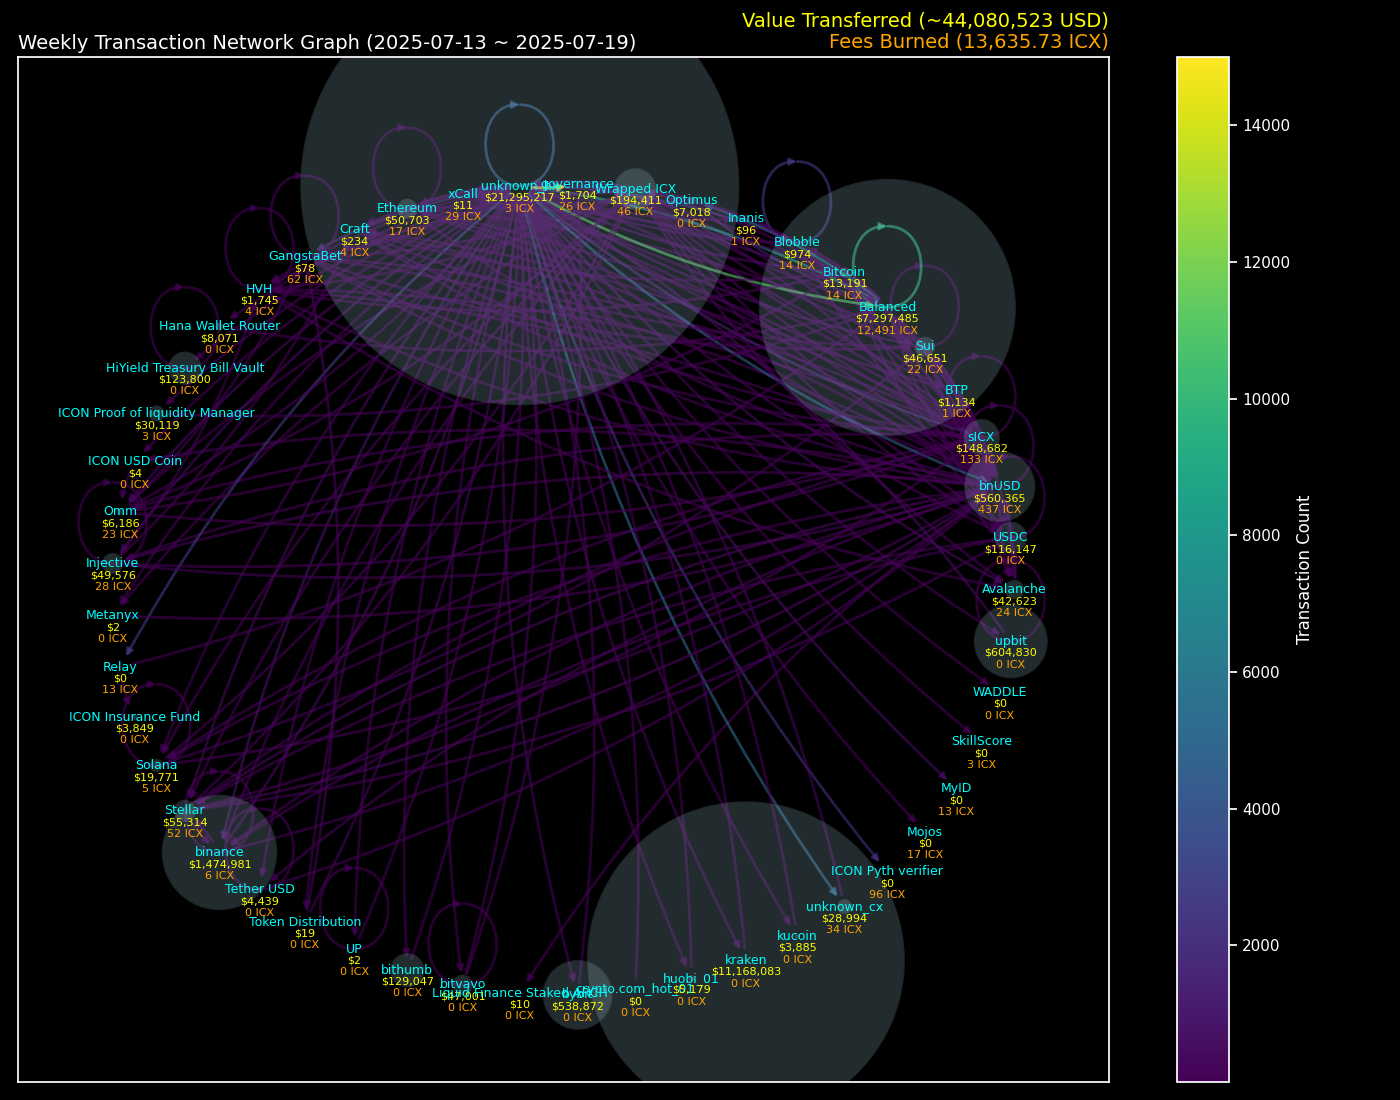 Value Transferred (~44,080,523 USD)
Weekly Transaction Network Graph (2025-07-13 ~ 2025-07-19)
Fees Burned (13,635.73 ICX)
governance
$1,704
26 ICX
Wrapped ICX
$194,411
46 ICX
Optimus
$7,018
0 ICX
Inanis
$96
1 ICX
Blobble
$974
14 ICX
Bitcoin
$13,191
14 ICX
Balanced
$7,297,485
12,491 ICX
Sui
$46,651
22 ICX
BTP
$1,134
1 ICX
sICX
$148,682
133 ICX
bnUSD
$560,365
437 ICX
USDC
$116,147
0 ICX
Avalanche
$42,623
24 ICX
upbit
$604,830
0 ICX
WADDLE
$0
0 ICX
SkillScore
$0
3 ICX
MyID
$0
13 ICX
Mojos
$0
17 ICX
ICON Pyth verifier
$0
96 ICX
unknown_cx
$28,994
34 ICX
kucoin
$3,885
0 ICX
kraken
$11,168,083
0 ICX
huobi_01
$5,179
0 ICX
$0
0 ICX
$538,872
0 ICX
$10
0 ICX
bitvavo
$47,001
0 ICX
bithumb
$129,047
0 ICX
UP
$2
0 ICX
Token Distribution
$19
0 ICX
Tether USD
$4,439
0 ICX
binance
$1,474,981
6 ICX
Stellar
$55,314
52 ICX
Solana
$19,771
5 ICX
ICON Insurance Fund
$3,849
0 ICX
Relay
$0
13 ICX
Metanyx
$2
0 ICX
Injective
$49,576
28 ICX
Omm
$6,186
23 ICX
ICON USD Coin
$4
0 ICX
ICON Proof of liquidity Manager
$30,119
3 ICX
HiYield Treasury Bill Vault
$123,800
0 ICX
Hana Wallet Router
$8,071
0 ICX
HVH
$1,745
4 ICX
GangstaBet
$78
62 ICX
Craft
$234
4 ICX
Ethereum
$50,703
17 ICX
xCall
$11
29 ICX
$21,295,217
3 ICX
14000
12000
10000
8000
6000
4000
2000
Transaction Count